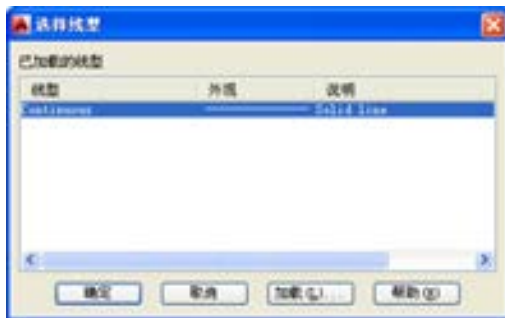 选择线型
已加载的线型
线型 外观 说明
Continuous Solid line
确定 取消 加载(L)... 帮助(H)